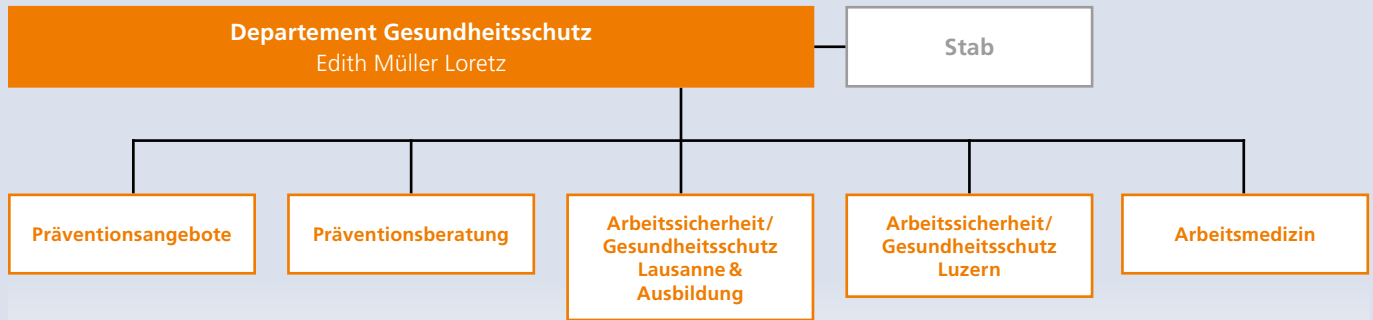 Departement Gesundheitsschutz
Edith Müller Loretz
Stab
Präventionsangebote
Präventionsberatung
Arbeitssicherheit/
Gesundheitsschutz
Lausanne & 
Ausbildung
Arbeitssicherheit/
Gesundheitsschutz
Luzern
Arbeitsmedizin